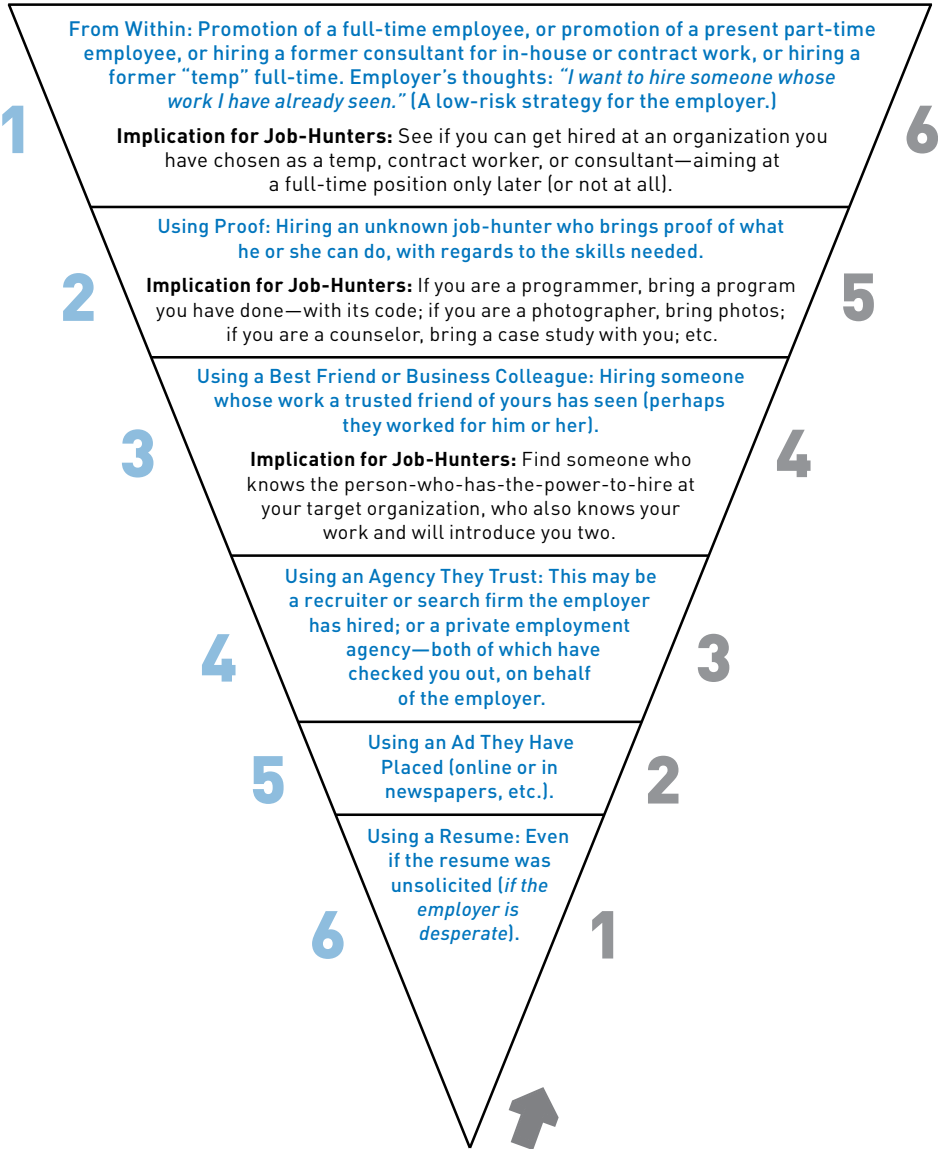 From Within: Promotion of a full-time employee, or promotion of a present part-time
employee, or hiring a former consultant for in-house or contract work, or hiring a
former “temp” full-time. Employer’s thoughts: “I want to hire someone whose
work I have already seen.” (A low-risk strategy for the employer.)
1
6
Implication for Job-Hunters: See if you can get hired at an organization you
have chosen as a temp, contract worker, or consultant—aiming at
a full-time position only later (or not at all).
Using Proof: Hiring an unknown job-hunter who brings proof of what
he or she can do, with regards to the skills needed.
2
5
Implication for Job-Hunters: If you are a programmer, bring a program
you have done—with its code; if you are a photographer, bring photos;
if you are a counselor, bring a case study with you; etc.
Using a Best Friend or Business Colleague: Hiring someone
whose work a trusted friend of yours has seen (perhaps
they worked for him or her).
3
4
Implication for Job-Hunters: Find someone who
knows the person-who-has-the-power-to-hire at
your target organization, who also knows your
work and will introduce you two.
Using an Agency They Trust: This may be
a recruiter or search firm the employer
has hired; or a private employment
agency—both of which have
checked you out, on behalf
of the employer.
4
3
Using an Ad They Have
Placed (online or in
newspapers, etc.).
5
2
Using a Resume: Even
if the resume was
unsolicited (if the
employer is
desperate).
6
1